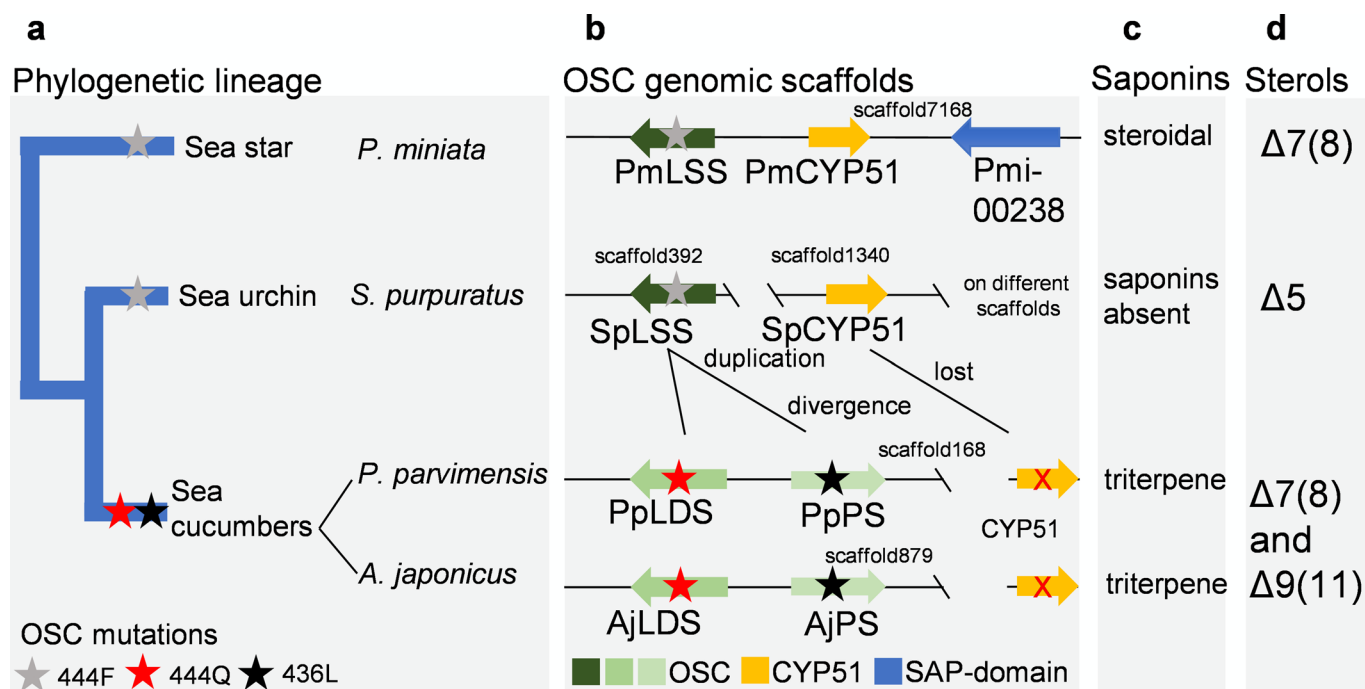 a
b
c
d
Phylogenetic lineage
OSC genomic scaffolds
Saponins
Sterols
Sea star
P. miniata
scaffold7168
PmLSS
PmCYP51
Pmi-
00238
steroidal
Δ7(8)
Sea urchin
S. purpuratus
scaffold392
scaffold1340
on different
scaffolds
SpLSS
SpCYP51
saponins
absent
Δ5
duplication
lost
divergence
Sea
cucumbers
P. parvimensis
scaffold168
X
PpLDS
PpPS
CYP51
triterpene
Δ7(8)
and
Δ9(11)
A. japonicus
scaffold879
X
AjLDS
AjPS
triterpene
OSC mutations
444F
444Q
436L
OSC
CYP51
SAP-domain